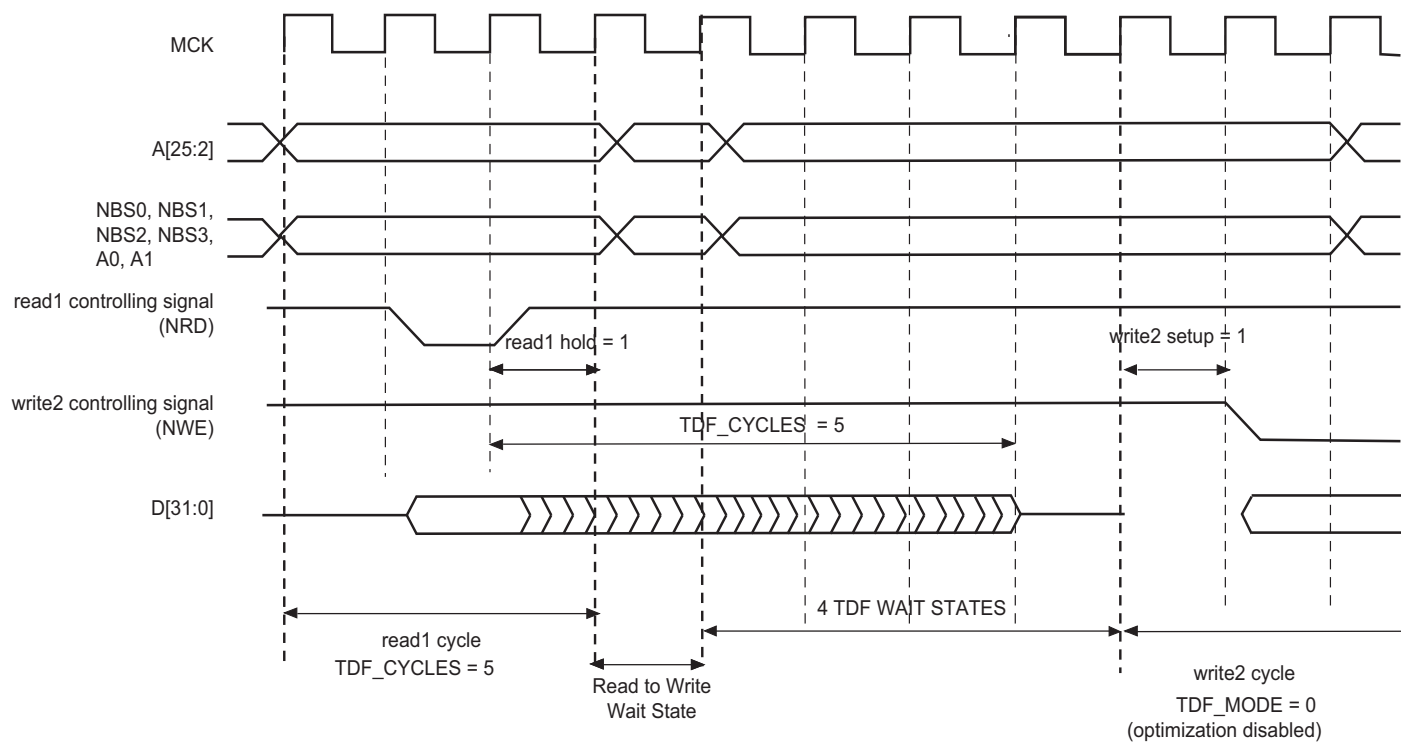 MCK
A[25:2]
NBS0, NBS1,
NBS2, NBS3,
A0, A1
read1 controlling signal
(NRD)
read1 hold = 1
write2 setup = 1
write2 controlling signal
(NWE)
TDF_CYCLES = 5
D[31:0]
4 TDF WAIT STATES
read1 cycle
TDF_CYCLES = 5
Read to Write
Wait State
write2 cycle
TDF_MODE = 0
(optimization disabled)